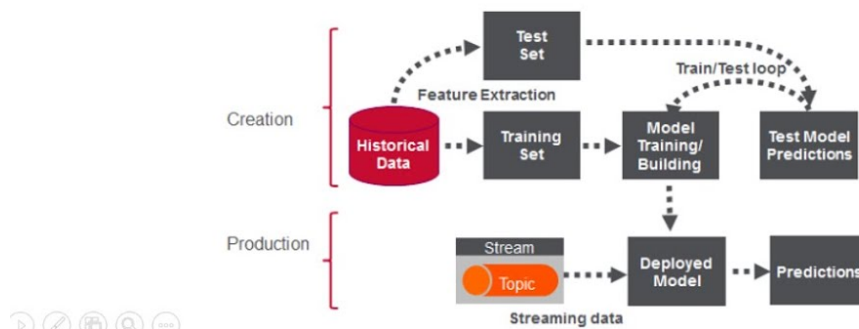 Test
Set
Train/Test loop
Feature Extraction
Creation
Historical
Data
Training
Set
Model
Training/
Building
Test Model
Predictions
Production
Stream
Topic
Deployed
Model
Predictions
Streaming data